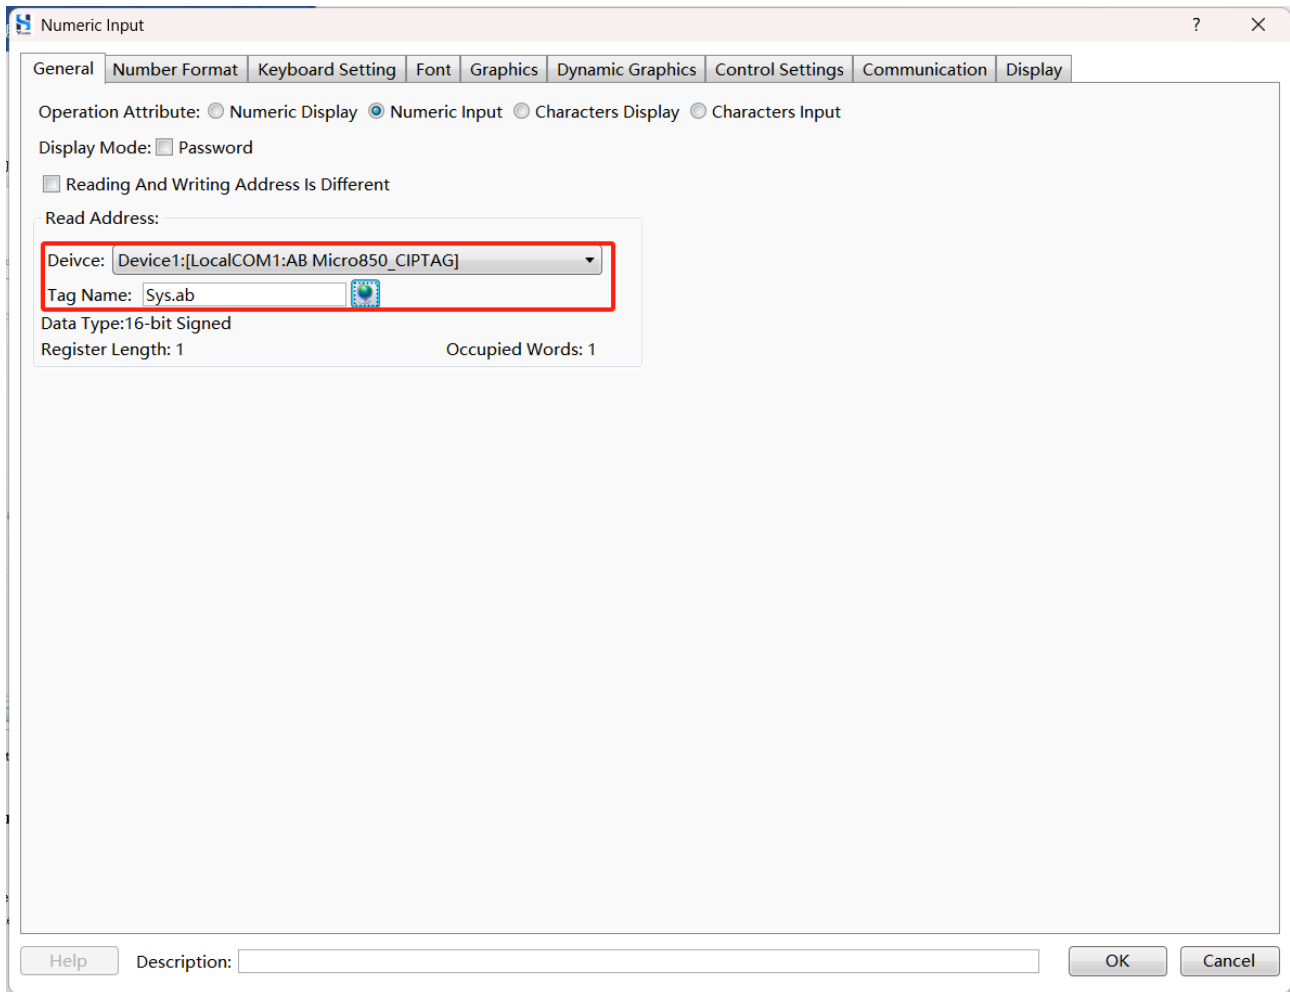 Numeric Input ?
General Number Format Keyboard Setting Font Graphics Dynamic Graphics Control Settings Communication Display
Operation Attribute: Numeric Display Numeric Input Characters Display Characters Input
Display Mode: Password
Reading And Writing Address Is Different
Read Address:
Deivce: Device1:[LocalCOM1:AB Micro850_CIPTAG]
Tag Name: Sys.ab
Data Type:16-bit Signed
Register Length: 1 Occupied Words: 1
Help Description: OK Cancel